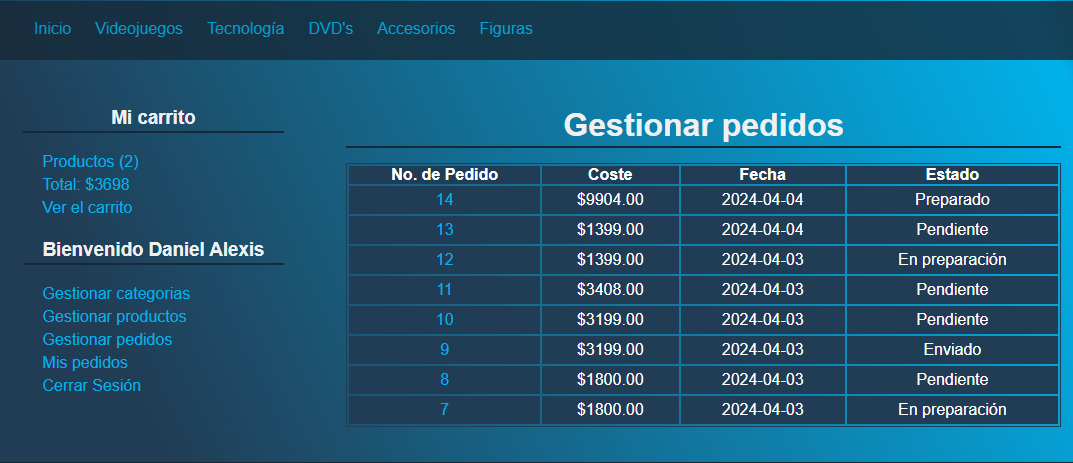 Inicio Videojuegos Tecnología DVD's Accesorios Figuras
Mi carrito
Productos (2)
Total: $3698
Ver el carrito
Bienvenido Daniel Alexis
Gestionar categorias
Gestionar productos
Gestionar pedidos
Mis pedidos
Cerrar Sesión
Gestionar pedidos
No. de Pedido Coste Fecha Estado
14 $9904.00 2024-04-04 Preparado
13 $1399.00 2024-04-04 Pendiente
12 $1399.00 2024-04-03 En preparación
11 $3408.00 2024-04-03 Pendiente
10 $3199.00 2024-04-03 Pendiente
9 $3199.00 2024-04-03 Enviado
8 $1800.00 2024-04-03 Pendiente
7 $1800.00 2024-04-03 En preparación